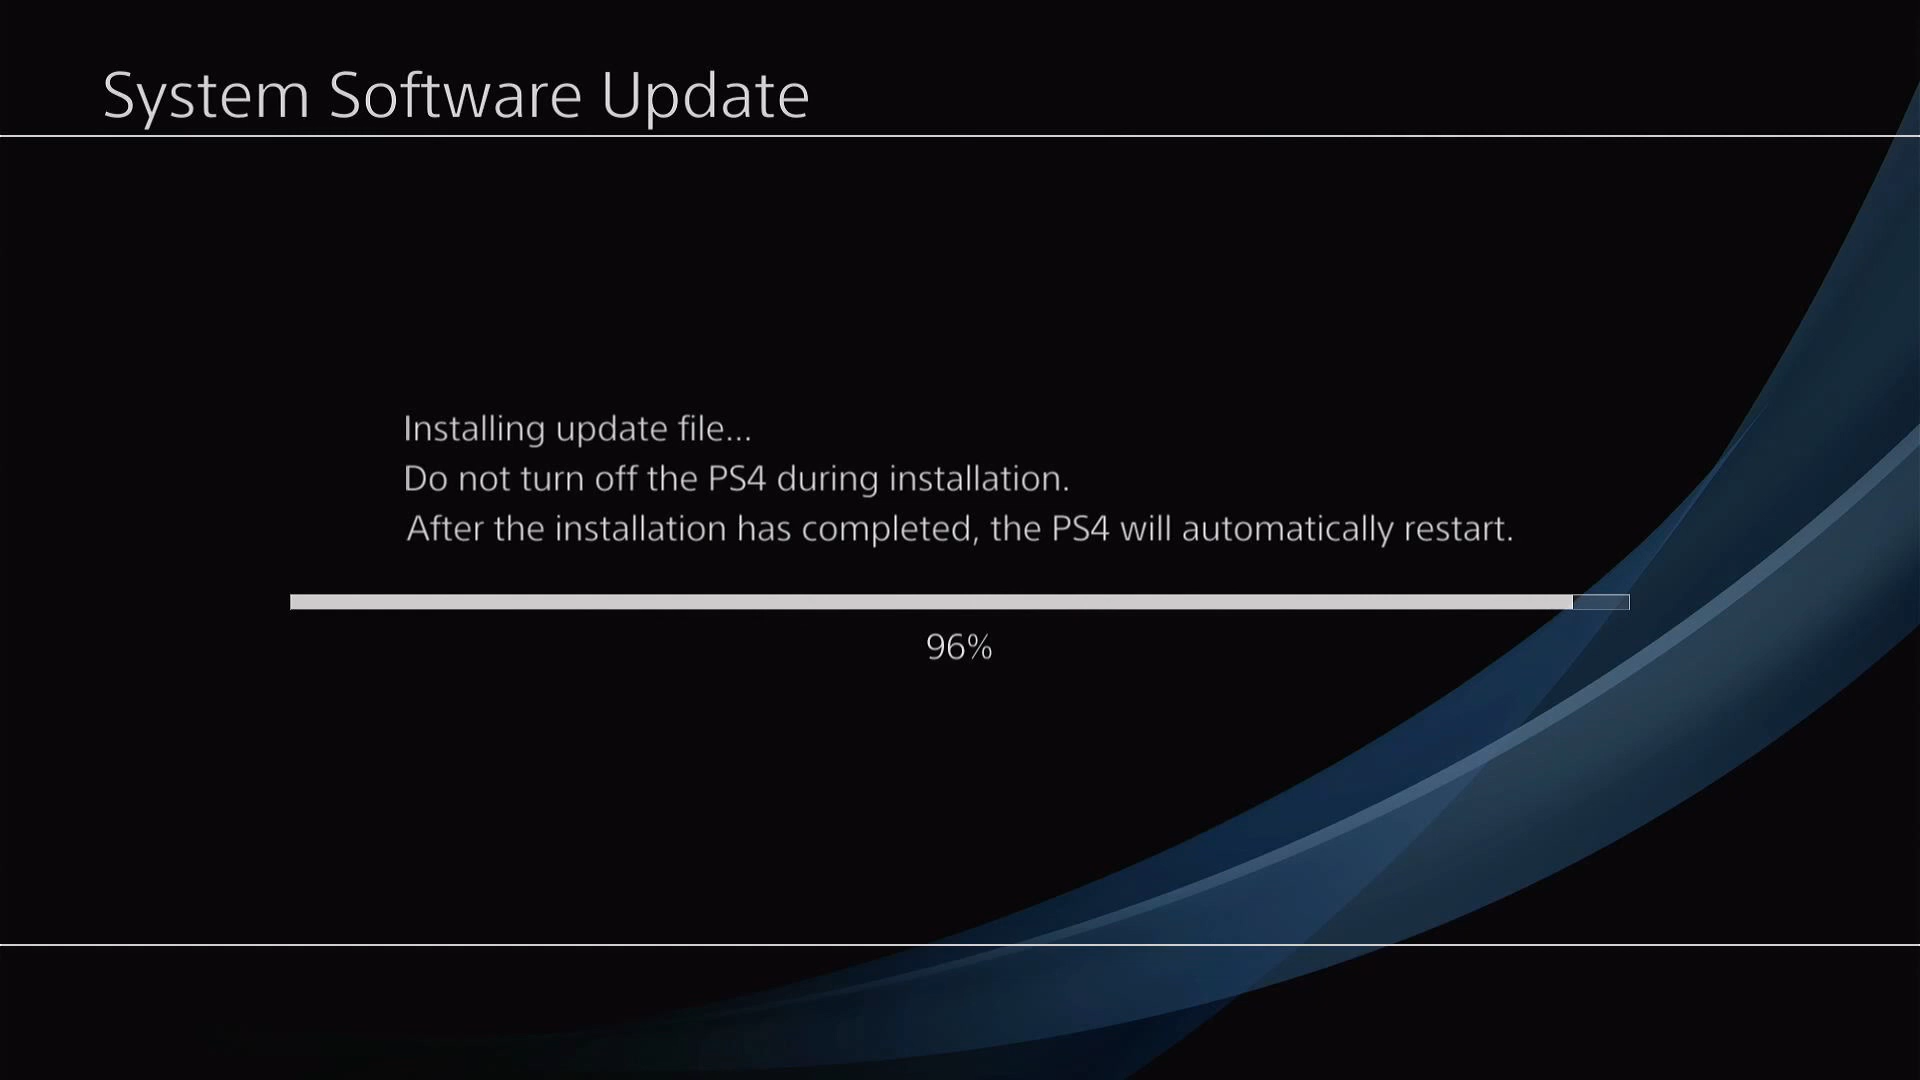 System Software Update
Installing update file...
Do not turn off the PS4 during installation.
After the installation has completed, the PS4 will automatically restart.
96%